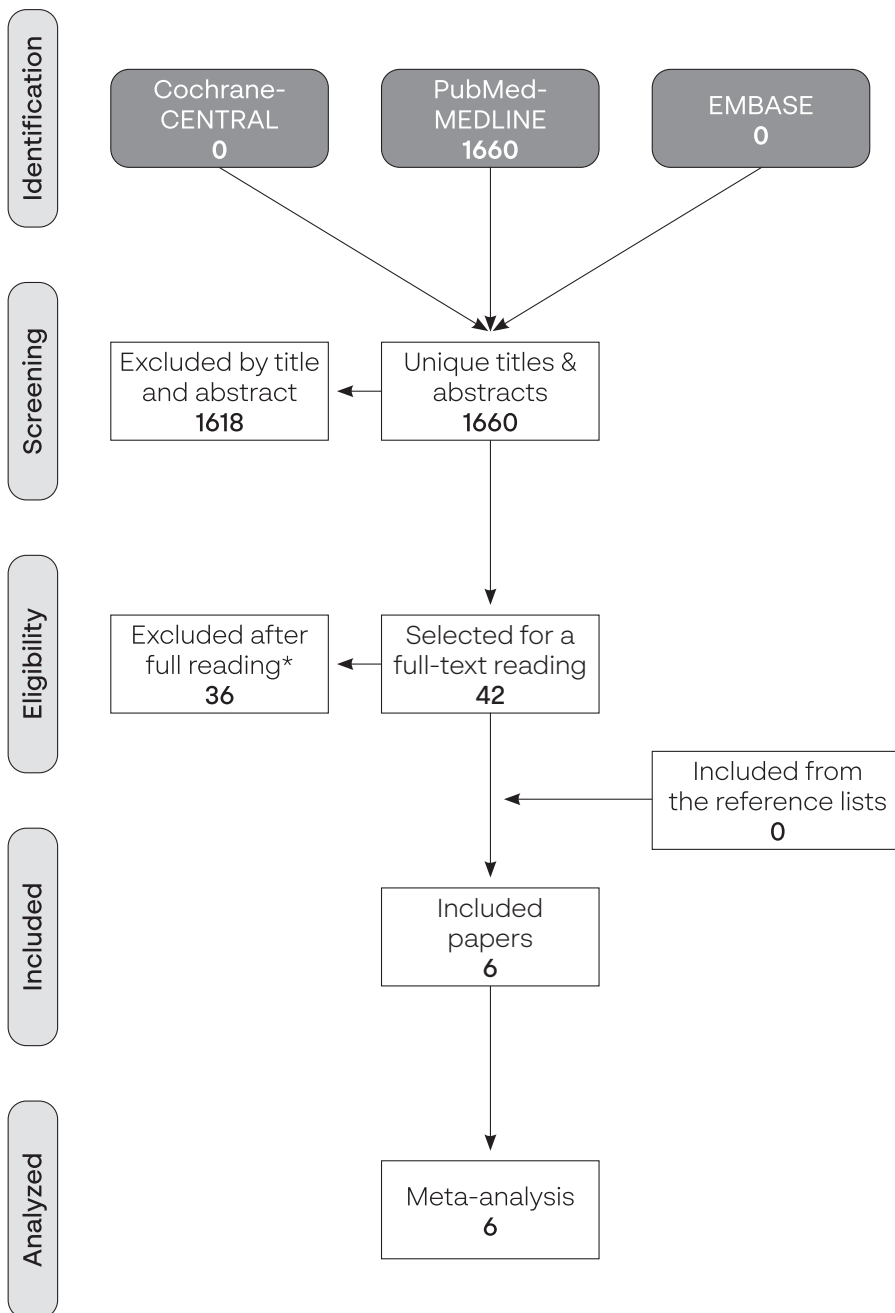 Identification
Cochrane-
CENTRAL
0
PubMed-
MEDLINE
1660
EMBASE
0
Screening
Excluded by title
and abstract
1618
Unique titles &
abstracts
1660
Eligibility
Excluded after
full reading*
36
Selected for a
full-text reading
42
Included from
the reference lists
0
Included
Included
papers
6
Analyzed
Meta-analysis
6